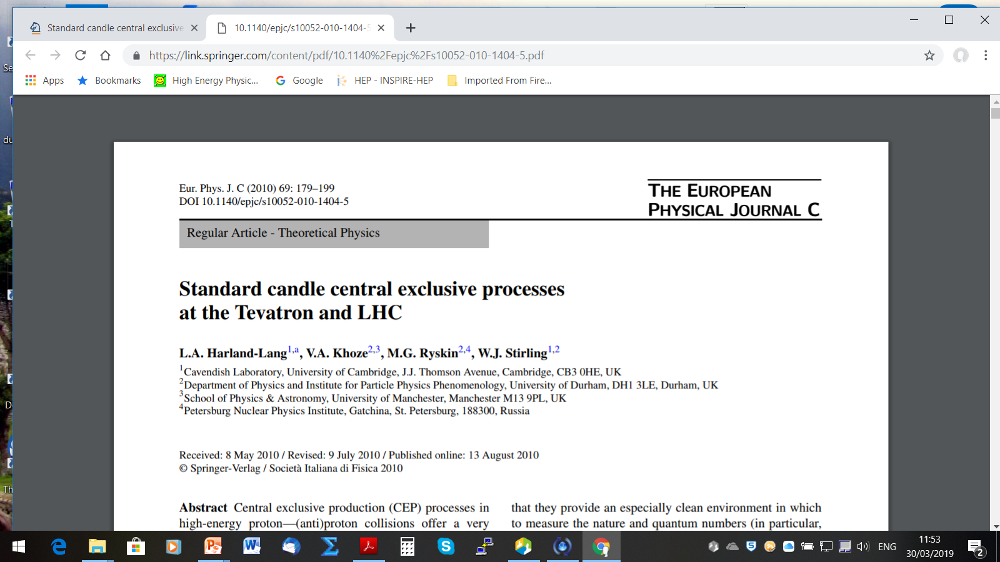 Standard candle central exclusive
10.1140/epjc/s10052-010-1404-5
https://link.springer.com/content/pdf/10.1140%2Fepjc%2Fs10052-010-1404-5.pdf
Apps
Bookmarks
High Energy Physic...
Google
HEP - INSPIRE-HEP
Imported From Fire...
Se
du
Eur. Phys. J. C (2010) 69: 179–199
DOI 10.1140/epjc/s10052-010-1404-5
THE EUROPEAN
PHYSICAL JOURNAL C
Regular Article - Theoretical Physics
Standard candle central exclusive processes
at the Tevatron and LHC
L.A. Harland-Lang1,a, V.A. Khoze2,3, M.G. Ryskin2,4, W.J. Stirling1,2
1Cavendish Laboratory, University of Cambridge, J.J. Thomson Avenue, Cambridge, CB3 0HE, UK
2Department of Physics and Institute for Particle Physics Phenomenology, University of Durham, DH1 3LE, Durham, UK
3School of Physics & Astronomy, University of Manchester, Manchester M13 9PL, UK
4Petersburg Nuclear Physics Institute, Gatchina, St. Petersburg, 188300, Russia
Received: 8 May 2010 / Revised: 9 July 2010 / Published online: 13 August 2010
© Springer-Verlag / Società Italiana di Fisica 2010
Abstract Central exclusive production (CEP) processes in
high-energy proton—(anti)proton collisions offer a very
that they provide an especially clean environment in which
to measure the nature and quantum numbers (in particular,
Th
ENG
11:53
30/03/2019
2